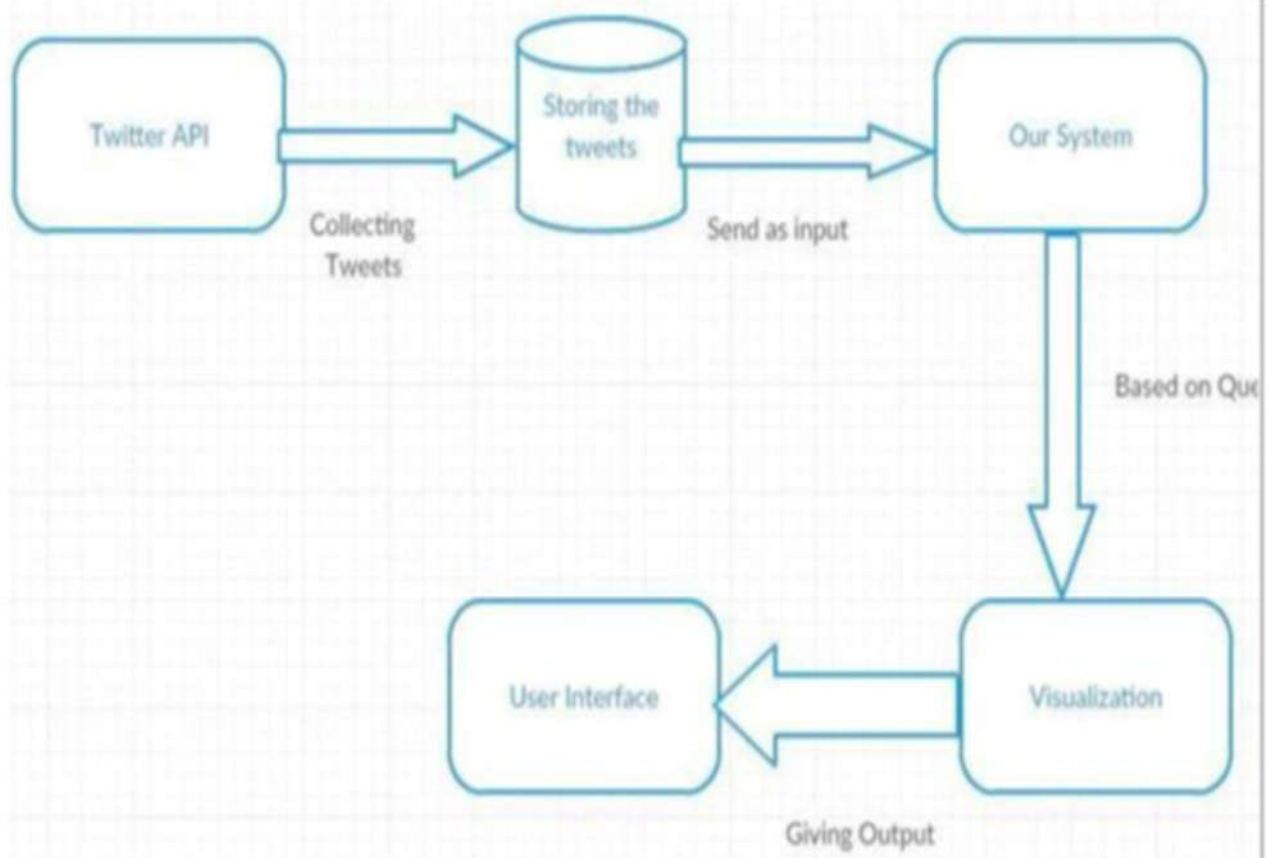 Twitter API
Storing the
tweets
Our System
Collecting
Tweets
Send as input
Based on
User Interface
Visualization
Giving Output